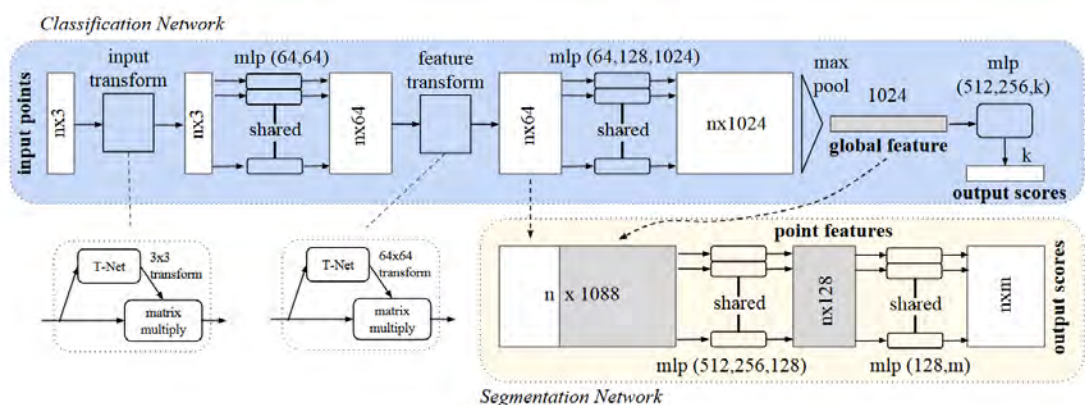 Classification Network
input points
nx3
input
transform
nx3
mlp (64,64)
shared
nx64
feature
transform
nx64
mlp (64,128,1024)
shared
nx1024
max
pool
1024
global feature
mlp
(512,256,k)
k
output scores
T-Net
3x3
transform
matrix
multiply
T-Net
64x64
transform
matrix
multiply
point features
n x 1088
shared
mlp (512,256,128)
nx128
shared
mlp (128,m)
nxm
output scores
Segmentation Network